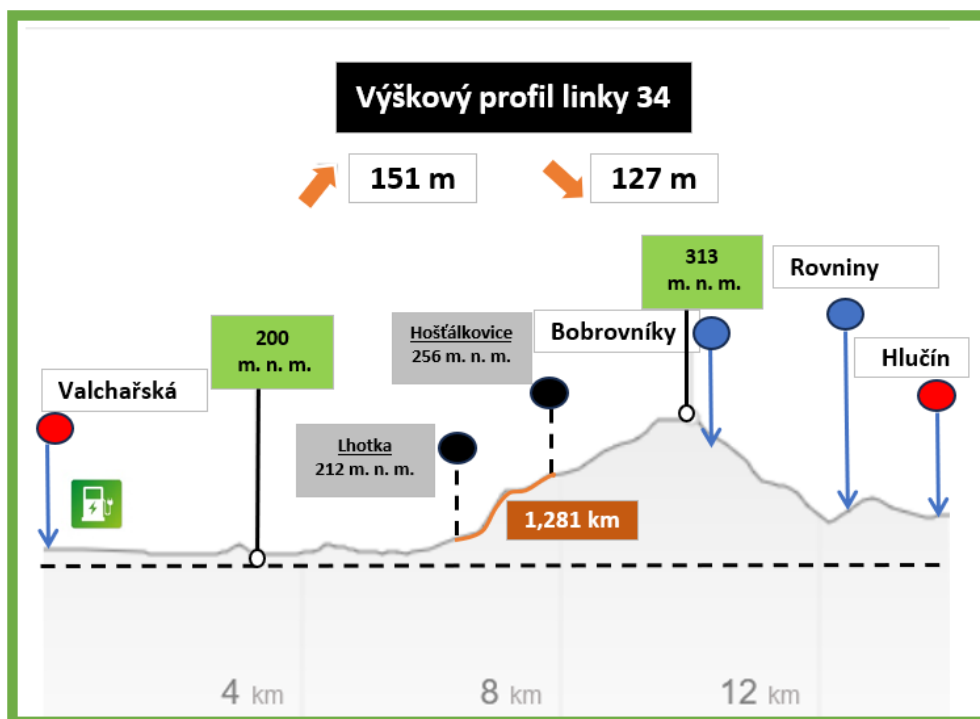 Výškový profil linky 34
151 m
127 m
313
m. n. m.
Rovniny
200
m. n. m.
Hošťálkovice
256 m. n. m.
Bobrovníky
Hlučín
Valchařská
Lhotka
212 m. n. m.
1,281 km
4 km
8 km
12 km